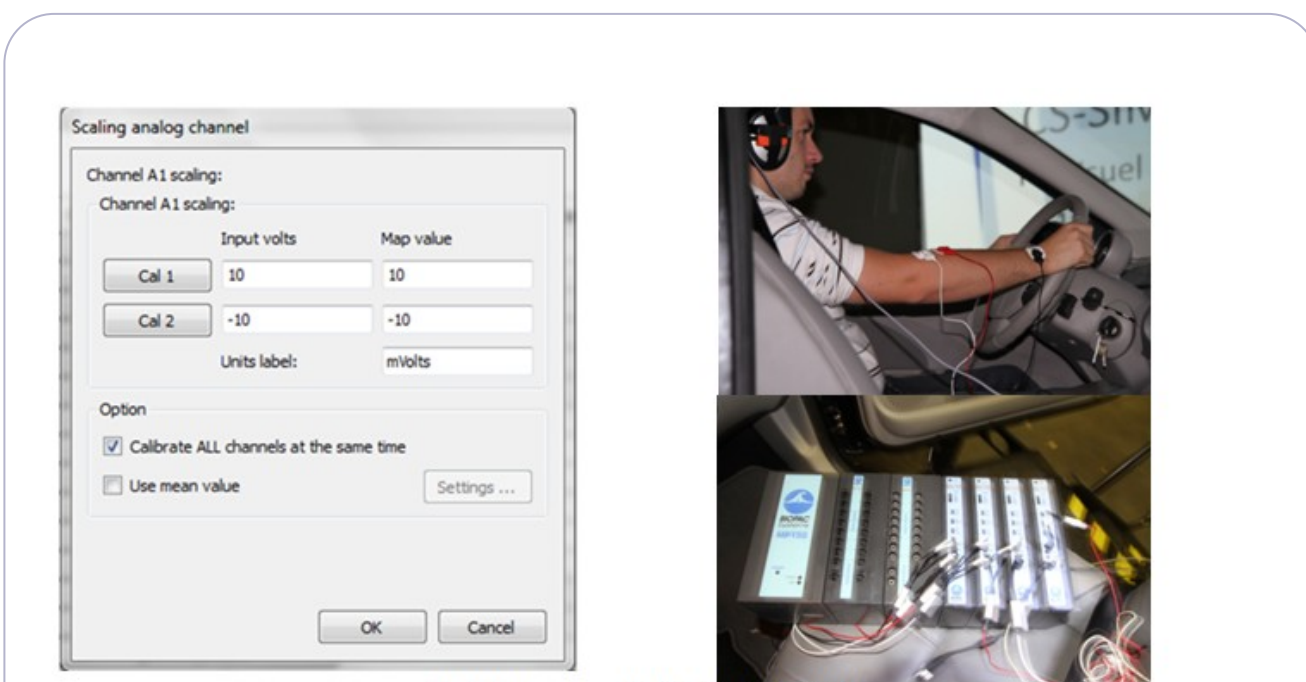 Scaling analog channel
Channel A1 scaling:
Channel A1 scaling:
Input volts Map value
Cal 1 10 10
Cal 2 -10 -10
Units label: mVolts
Option
Calibrate ALL channels at the same time
Use mean value Settings ...
OK Cancel
BIOPAC